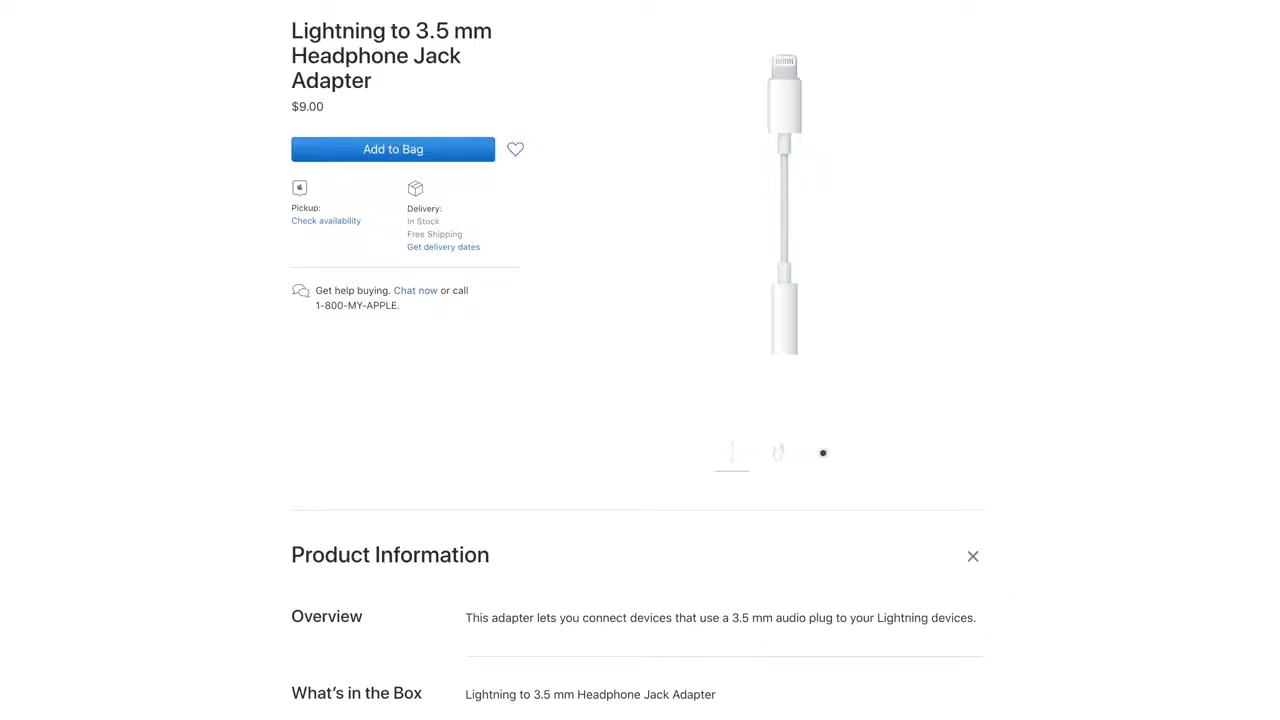 Lightning to 3.5 mm
Headphone Jack
Adapter
$9.00
Add to Bag
Pickup:
Check availability
Delivery:
In Stock
Free Shipping
Get delivery dates
Get help buying. Chat now or call
1-800-MY-APPLE.
Product Information
Overview
This adapter lets you connect devices that use a 3.5 mm audio plug to your Lightning devices.
What’s in the Box
Lightning to 3.5 mm Headphone Jack Adapter